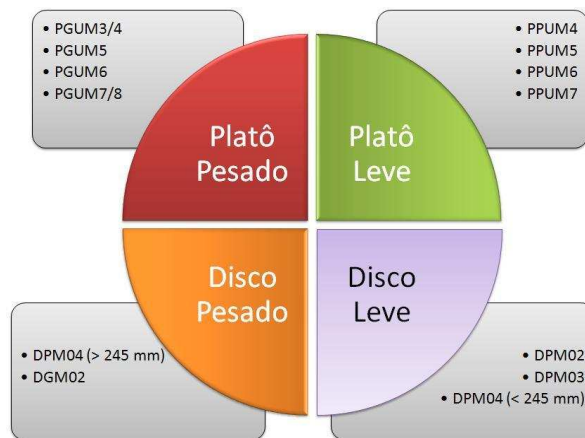 • PGUM3/4
• PGUM5
• PGUM6
• PGUM7/8
• PPUM4
• PPUM5
• PPUM6
• PPUM7
Platô
Pesado
Platô
Leve
Disco
Pesado
Disco
Leve
• DPM04 (> 245 mm)
• DGM02
• DPM02
• DPM03
• DPM04 (< 245 mm)